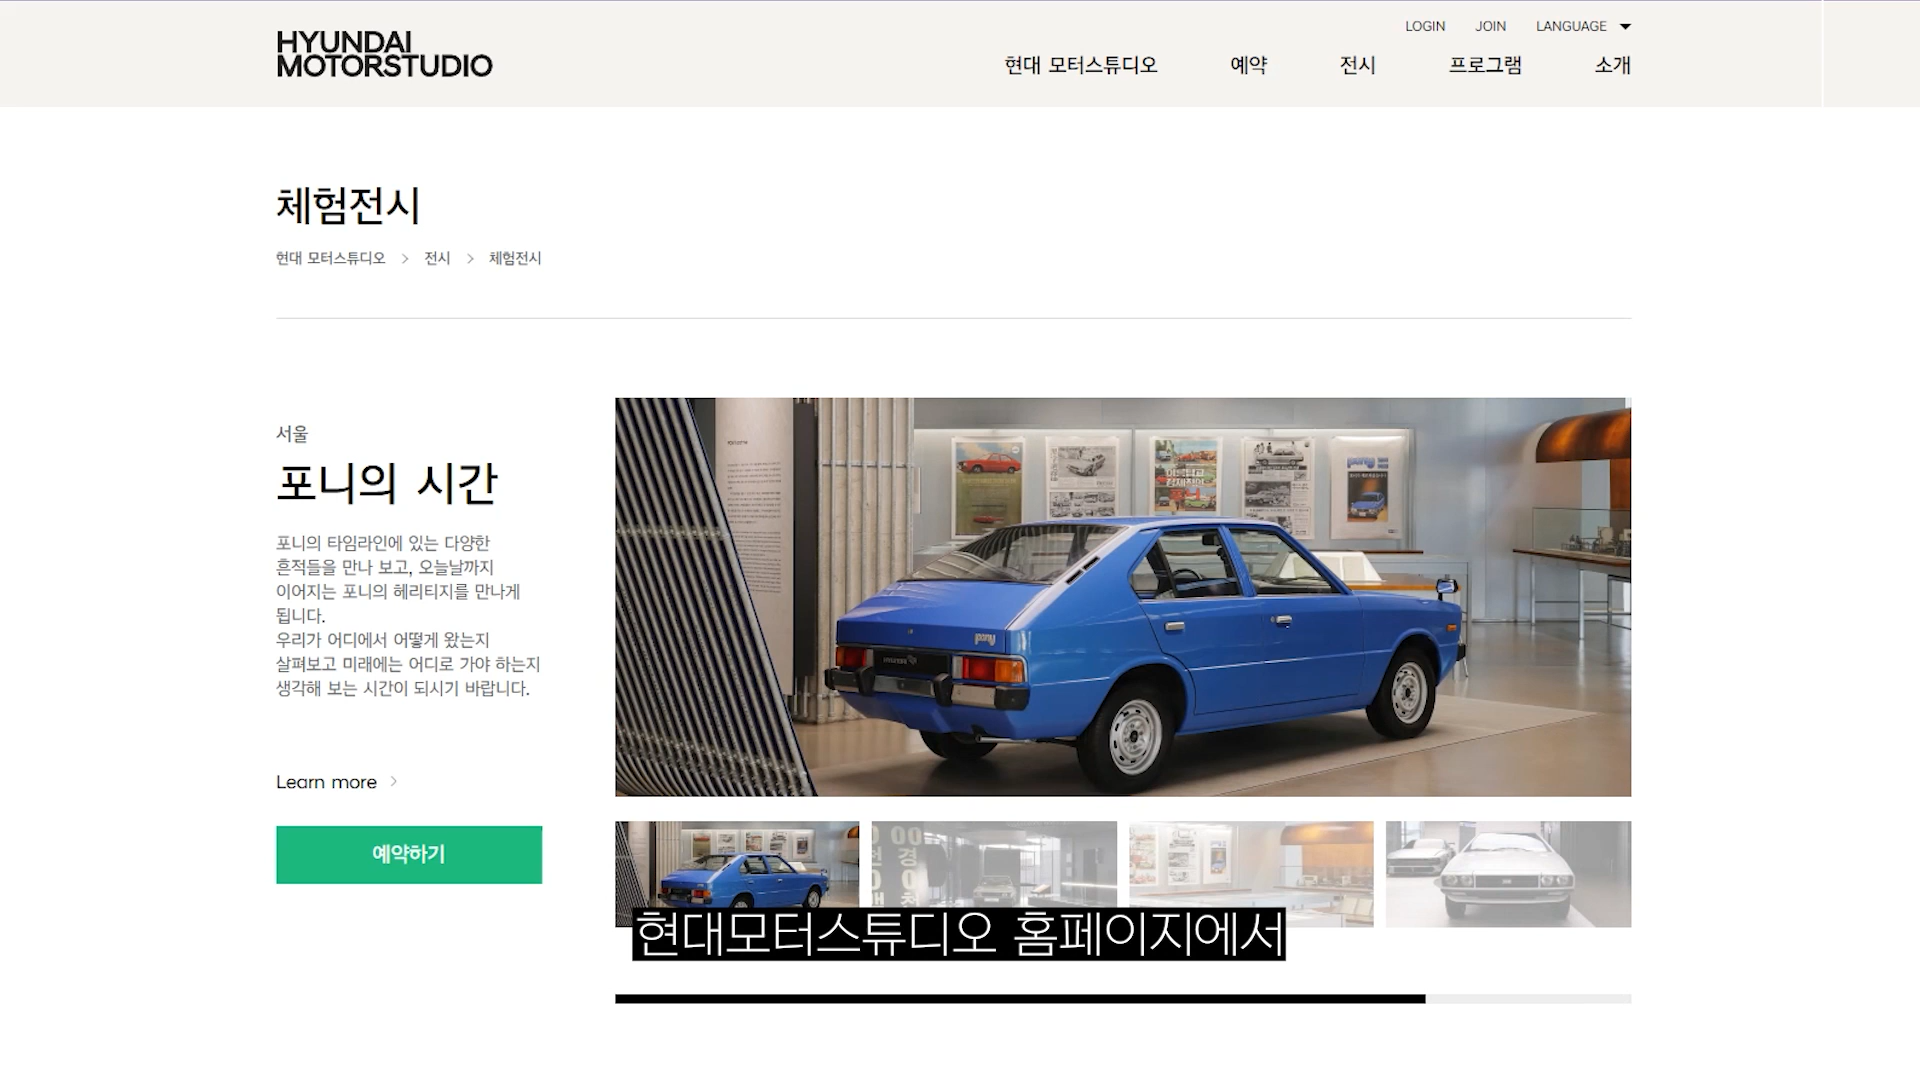 HYUNDAI
MOTORSTUDIO
LOGIN JOIN LANGUAGE
현대 모터스튜디오 예약 전시 프로그램 소개
체험전시
현대 모터스튜디오 > 전시 > 체험전시
서울
포니의 시간
포니의 타임라인에 있는 다양한
흔적들을 만나 보고, 오늘날까지
이어지는 포니의 헤리티지를 만나게
됩니다.
우리가 어디에서 어떻게 왔는지
살펴보고 미래에는 어디로 가야 하는지
생각해 보는 시간이 되시기 바랍니다.
Learn more >
예약하기
pony
현대모터스튜디오 홈페이지에서